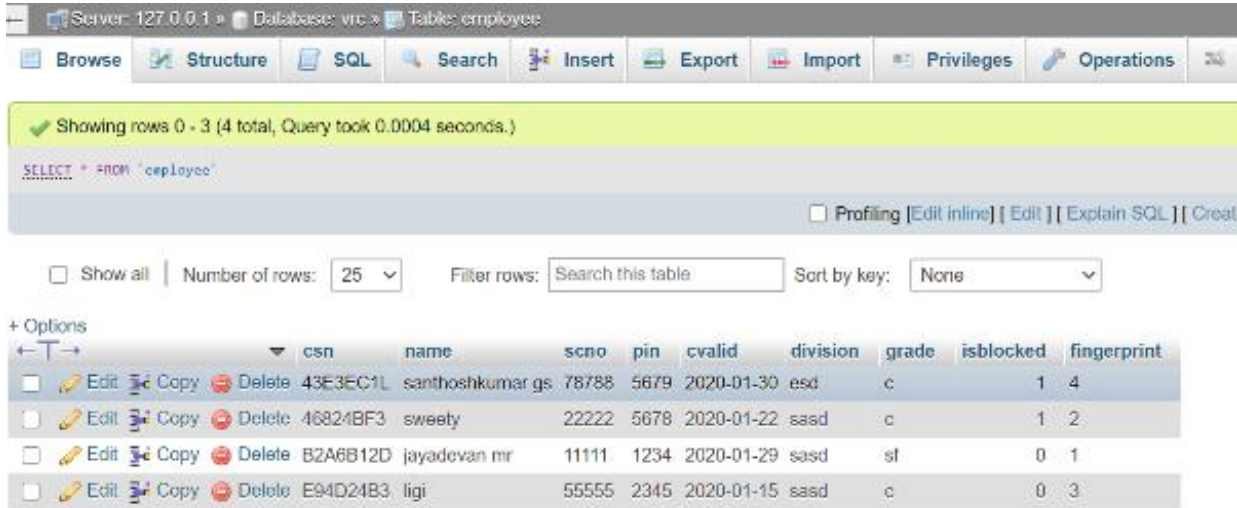 Server: 127.0.0.1 » Database: vrc » Table: employee
Browse Structure SQL Search Insert Export Import Privileges Operations
Showing rows 0 - 3 (4 total, Query took 0.0004 seconds.)
SELECT * FROM `employee`
Profiling [Edit inline] [ Edit ] [ Explain SQL ] [ Creat
Show all Number of rows: 25 Filter rows: Search this table Sort by key: None
+ Options
←T→ csn name scno pin cvalid division grade isblocked fingerprint
Edit Copy Delete 43E3EC1L santhoshkumar gs 78788 5679 2020-01-30 esd c 1 4
Edit Copy Delete 46824BF3 sweety 22222 5678 2020-01-22 sasd c 1 2
Edit Copy Delete B2A6B12D jayadevan mr 11111 1234 2020-01-29 sasd sf 0 1
Edit Copy Delete E94D24B3 ligi 55555 2345 2020-01-15 sasd c 0 3